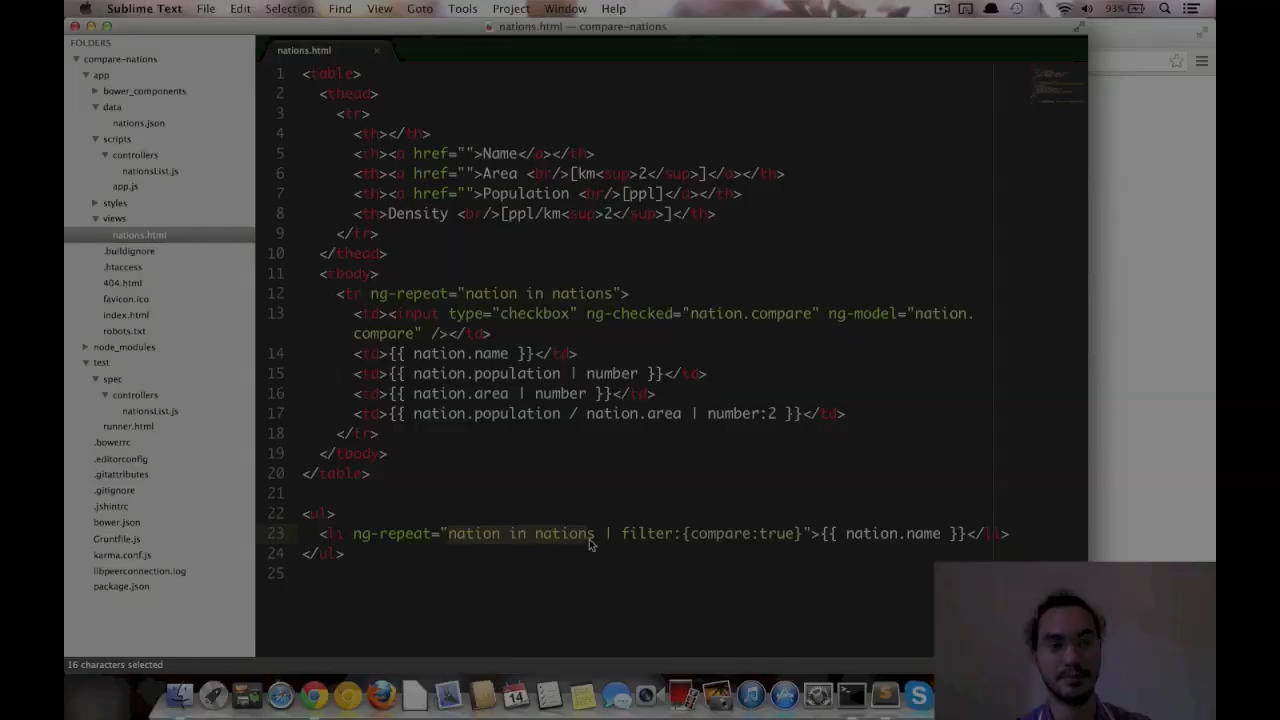 Sublime Text File Edit Selection Find View Goto Tools Project Window Help 93%
nations.html — compare-nations
FOLDERS
compare-nations
app
bower_components
data
nations.json
scripts
controllers
nationsList.js
app.js
styles
views
nations.html
.buildignore
.htaccess
404.html
favicon.ico
index.html
robots.txt
node_modules
test
spec
controllers
nationsList.js
runner.html
.bowerrc
.editorconfig
.gitattributes
.gitignore
.jshintrc
bower.json
Gruntfile.js
karma.conf.js
libpeerconnection.log
package.json
nations.html ×
1 <table>
2 <thead>
3 <tr>
4 <th></th>
5 <th><a href="">Name</a></th>
6 <th><a href="">Area <br/>[km<sup>2</sup>]</a></th>
7 <th><a href="">Population <br/>[ppl]</a></th>
8 <th>Density <br/>[ppl/km<sup>2</sup>]</th>
9 </tr>
10 </thead>
11 <tbody>
12 <tr ng-repeat="nation in nations">
13 <td><input type="checkbox" ng-checked="nation.compare" ng-model="nation.
compare" /></td>
14 <td>{{ nation.name }}</td>
15 <td>{{ nation.population | number }}</td>
16 <td>{{ nation.area | number }}</td>
17 <td>{{ nation.population / nation.area | number:2 }}</td>
18 </tr>
19 </tbody>
20 </table>
21
22 <ul>
23 <li ng-repeat="nation in nations | filter:{compare:true}">{{ nation.name }}</li>
24 </ul>
25
16 characters selected
14